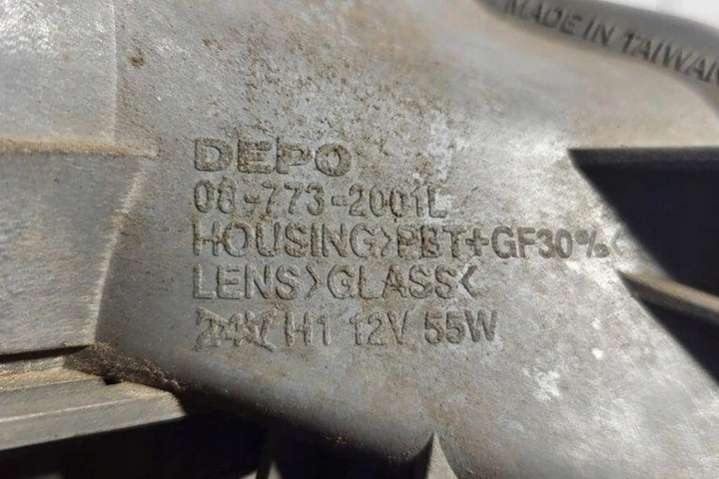 MADE IN TAIWAN
DEPO
08-773-2001L
HOUSING>PBT+GF30%<
LENS>GLASS<
H1 12V 55W